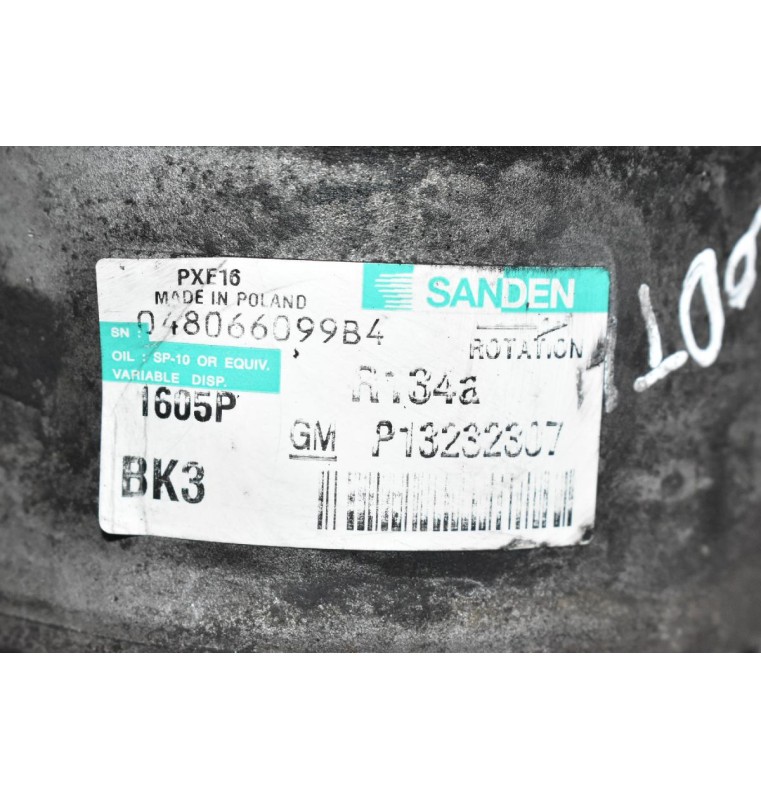 PXE16
MADE IN POLAND
SANDEN
SN : 048066099B4
ROTATION
OIL : SP-10 OR EQUIV.
VARIABLE DISP.
R134a
1605P
GM P13232307
BK3